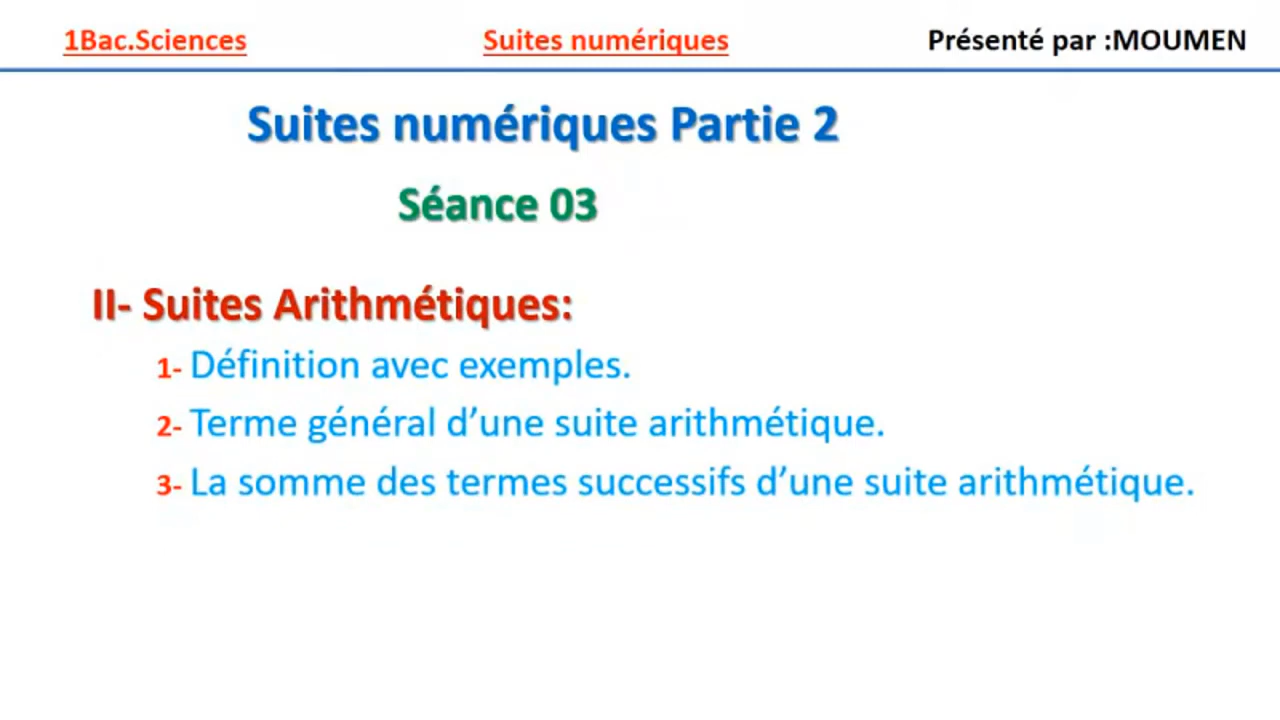 1Bac.Sciences Suites numériques Présenté par :MOUMEN
Suites numériques Partie 2
Séance 03
II- Suites Arithmétiques:
1- Définition avec exemples.
2- Terme général d’une suite arithmétique.
3- La somme des termes successifs d’une suite arithmétique.